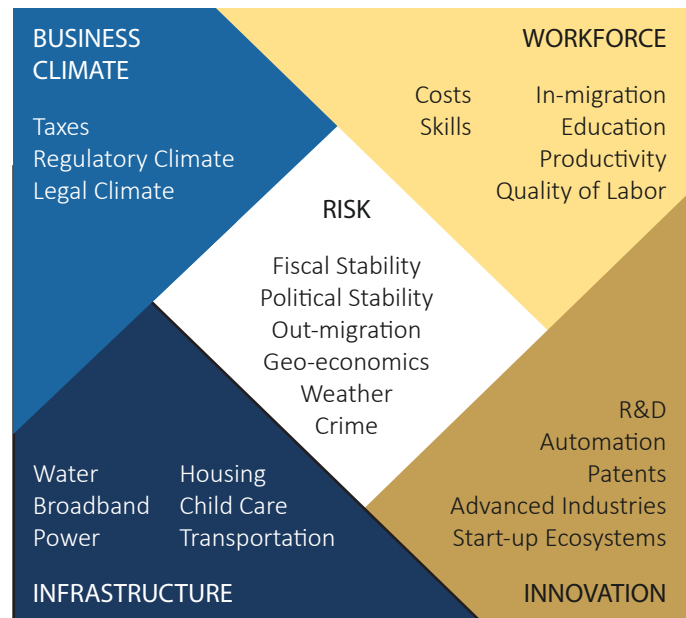 BUSINESS
CLIMATE
Taxes
Regulatory Climate
Legal Climate
WORKFORCE
Costs In-migration
Skills Education
Productivity
Quality of Labor
RISK
Fiscal Stability
Political Stability
Out-migration
Geo-economics
Weather
Crime
Water Housing
Broadband Child Care
Power Transportation
INFRASTRUCTURE
R&D
Automation
Patents
Advanced Industries
Start-up Ecosystems
INNOVATION